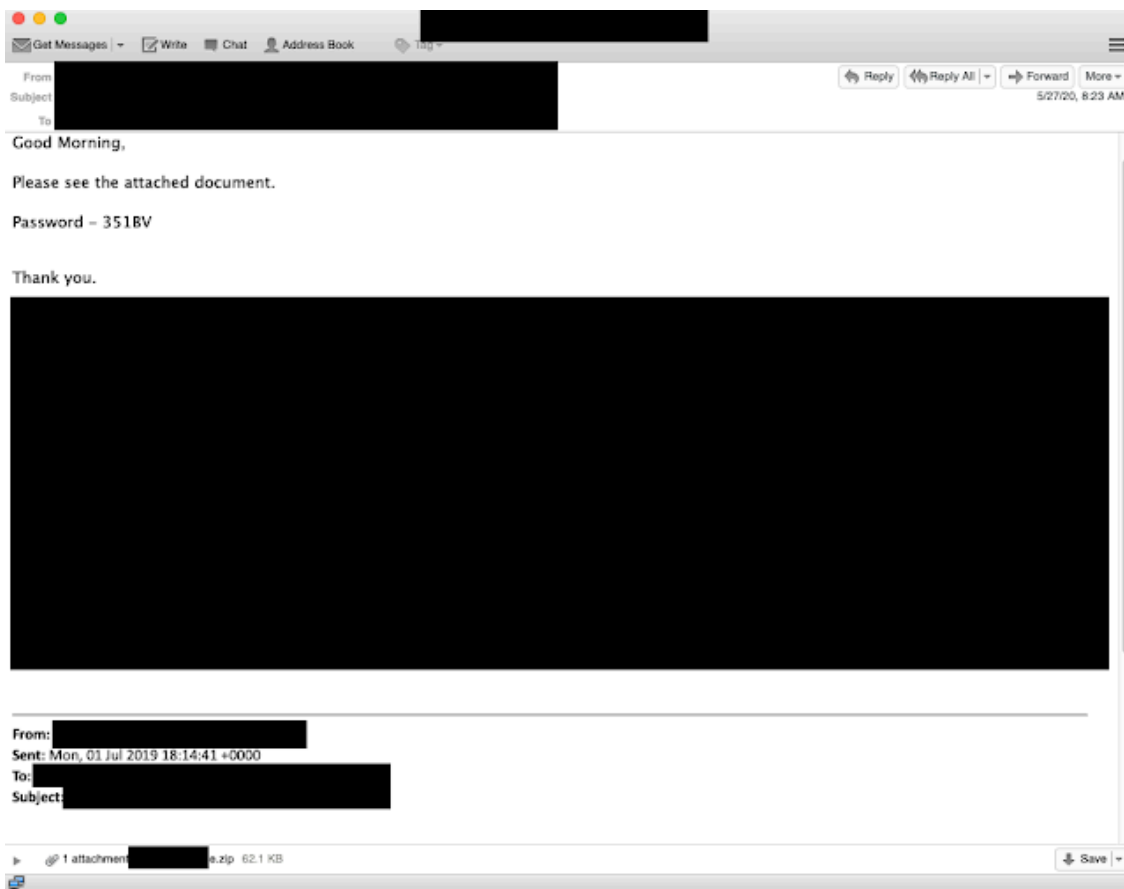 Get Messages Write Chat Address Book Tag
From Reply Reply All Forward More
Subject 5/27/20, 8:23 AM
To
Good Morning,
Please see the attached document.
Password – 351BV
Thank you.
From:
Sent: Mon, 01 Jul 2019 18:14:41 +0000
To:
Subject:
1 attachment e.zip 62.1 KB Save